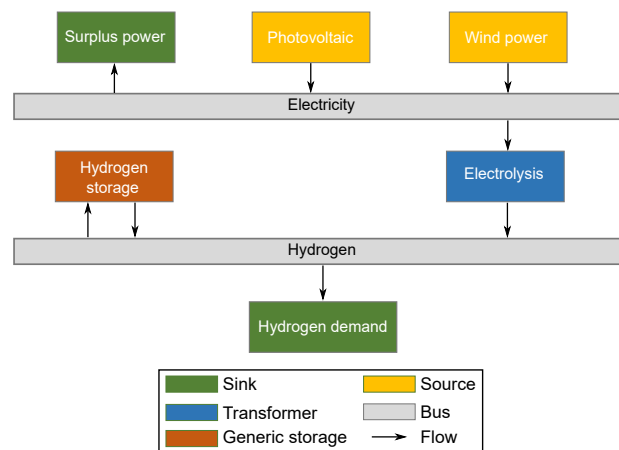 Surplus power
Photovoltaic
Wind power
Electricity
Hydrogen
storage
Electrolysis
Hydrogen
Hydrogen demand
Sink
Source
Transformer
Bus
Generic storage
Flow